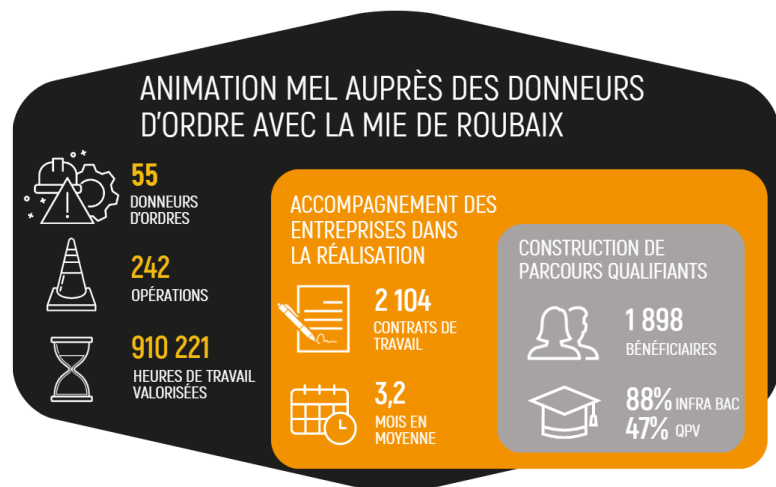 ANIMATION MEL AUPRÈS DES DONNEURS
D'ORDRE AVEC LA MIE DE ROUBAIX
55
DONNEURS
D'ORDRES
242
OPÉRATIONS
910 221
HEURES DE TRAVAIL
VALORISÉES
ACCOMPAGNEMENT DES
ENTREPRISES DANS
LA RÉALISATION
2 104
CONTRATS DE
TRAVAIL
3,2
MOIS EN
MOYENNE
CONSTRUCTION DE
PARCOURS QUALIFIANTS
1 898
BÉNÉFICIAIRES
88% INFRA BAC
47% QPV